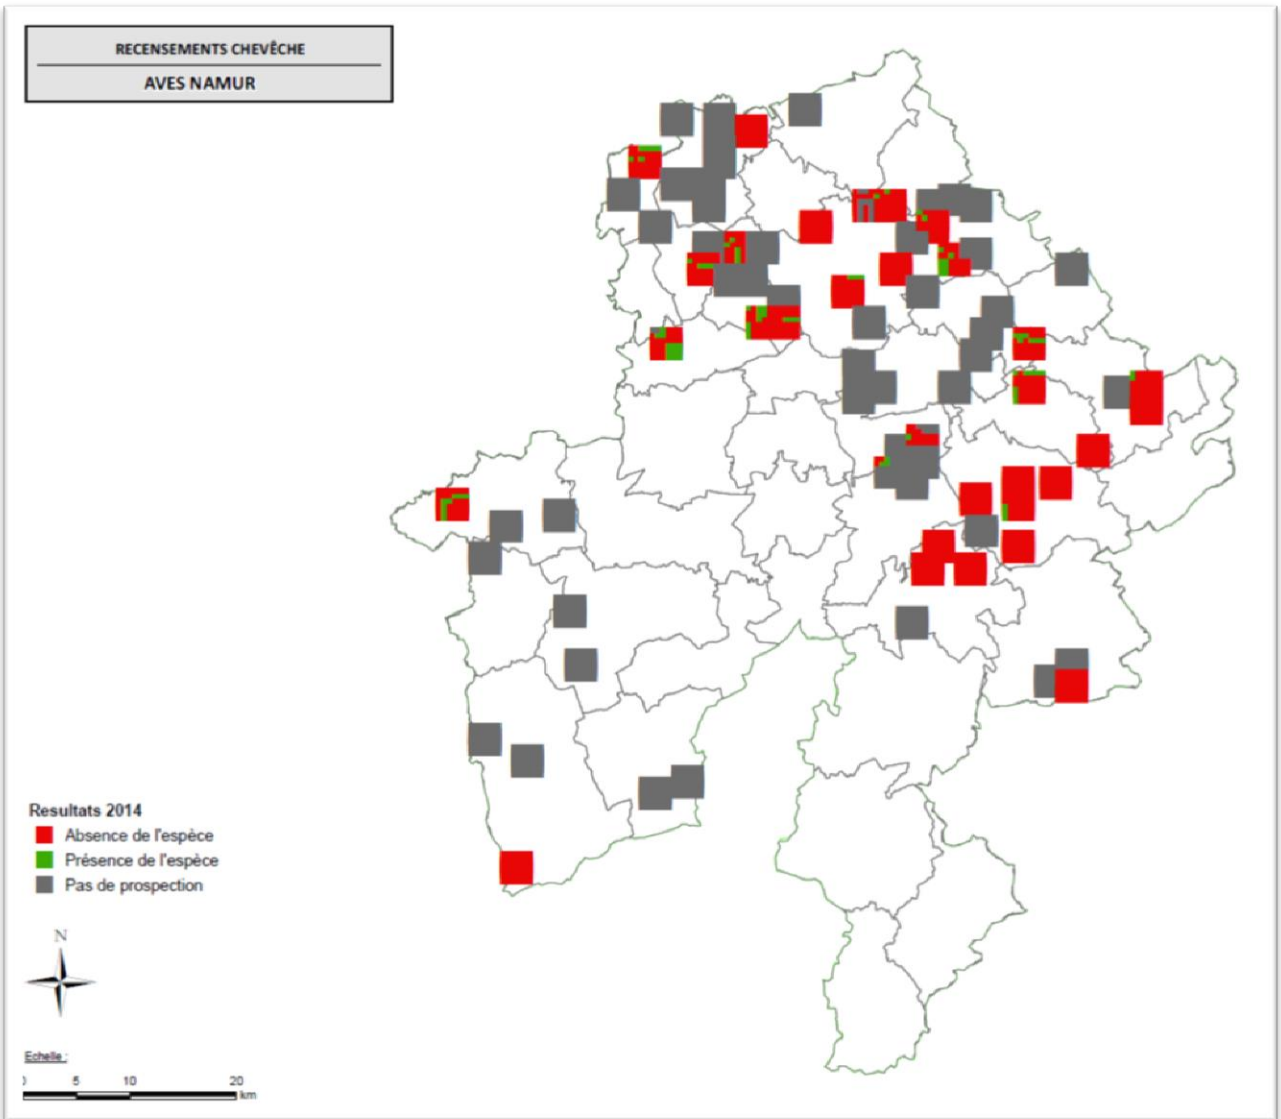 RECENSEMENTS CHEVÊCHE
AVES NAMUR
Resultats 2014
Absence de l'espèce
Présence de l'espèce
Pas de prospection
N
Echelle :
5 10 20
km